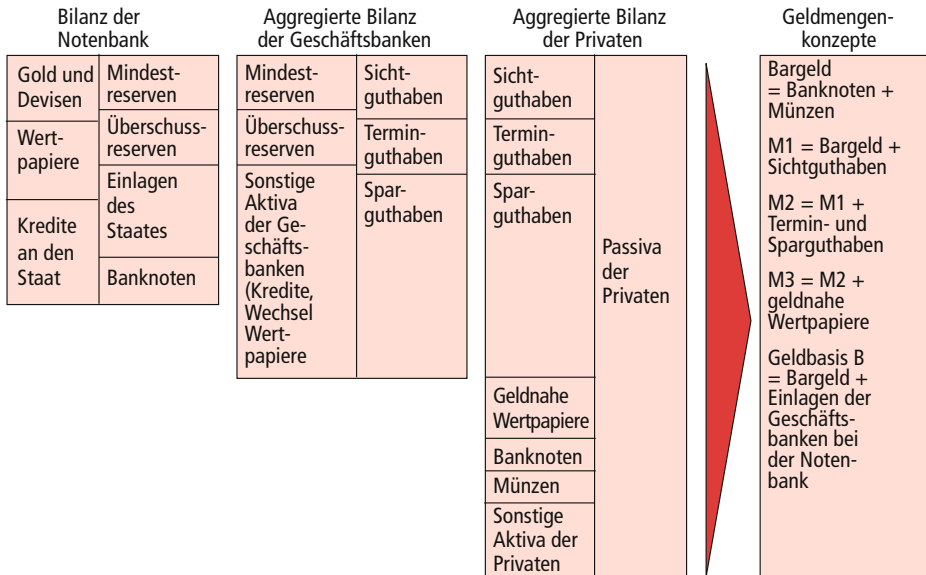 Bilanz der
Notenbank
Gold und
Devisen
Wert-
papiere
Kredite
an den
Staat
Mindest-
reserven
Überschuss-
reserven
Einlagen
des
Staates
Banknoten
Aggregierte Bilanz
der Geschäftsbanken
Mindest-
reserven
Überschuss-
reserven
Sonstige
Aktiva
der Ge-
schäfts-
banken
(Kredite,
Wechsel
Wert-
papiere
Sicht-
guthaben
Termin-
guthaben
Spar-
guthaben
Aggregierte Bilanz
der Privaten
Sicht-
guthaben
Termin-
guthaben
Spar-
guthaben
Geldnahe
Wertpapiere
Banknoten
Münzen
Sonstige
Aktiva der
Privaten
Passiva
der
Privaten
Geldmengen-
konzepte
Bargeld
= Banknoten +
Münzen
M1 = Bargeld +
Sichtguthaben
M2 = M1 +
Termin- und
Sparguthaben
M3 = M2 +
geldnahe
Wertpapiere
Geldbasis B
= Bargeld +
Einlagen der
Geschäfts-
banken bei
der Noten-
bank